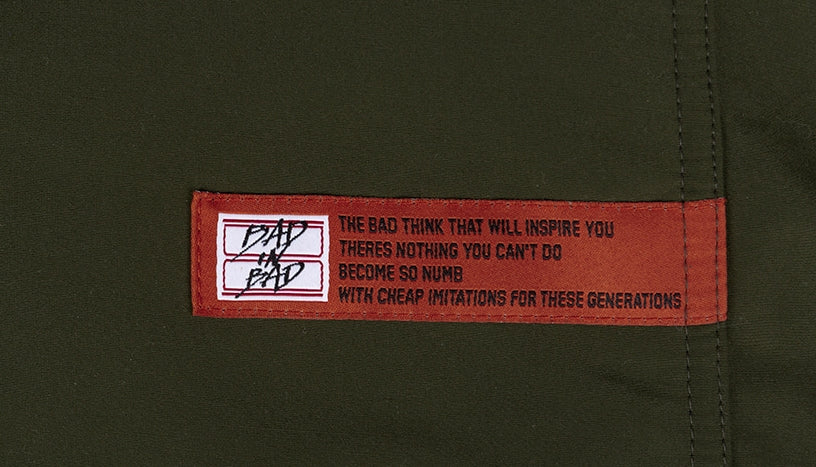 BAD
IN
BAD
THE BAD THINK THAT WILL INSPIRE YOU
THERES NOTHING YOU CAN'T DO
BECOME SO NUMB
WITH CHEAP IMITATIONS FOR THESE GENERATIONS